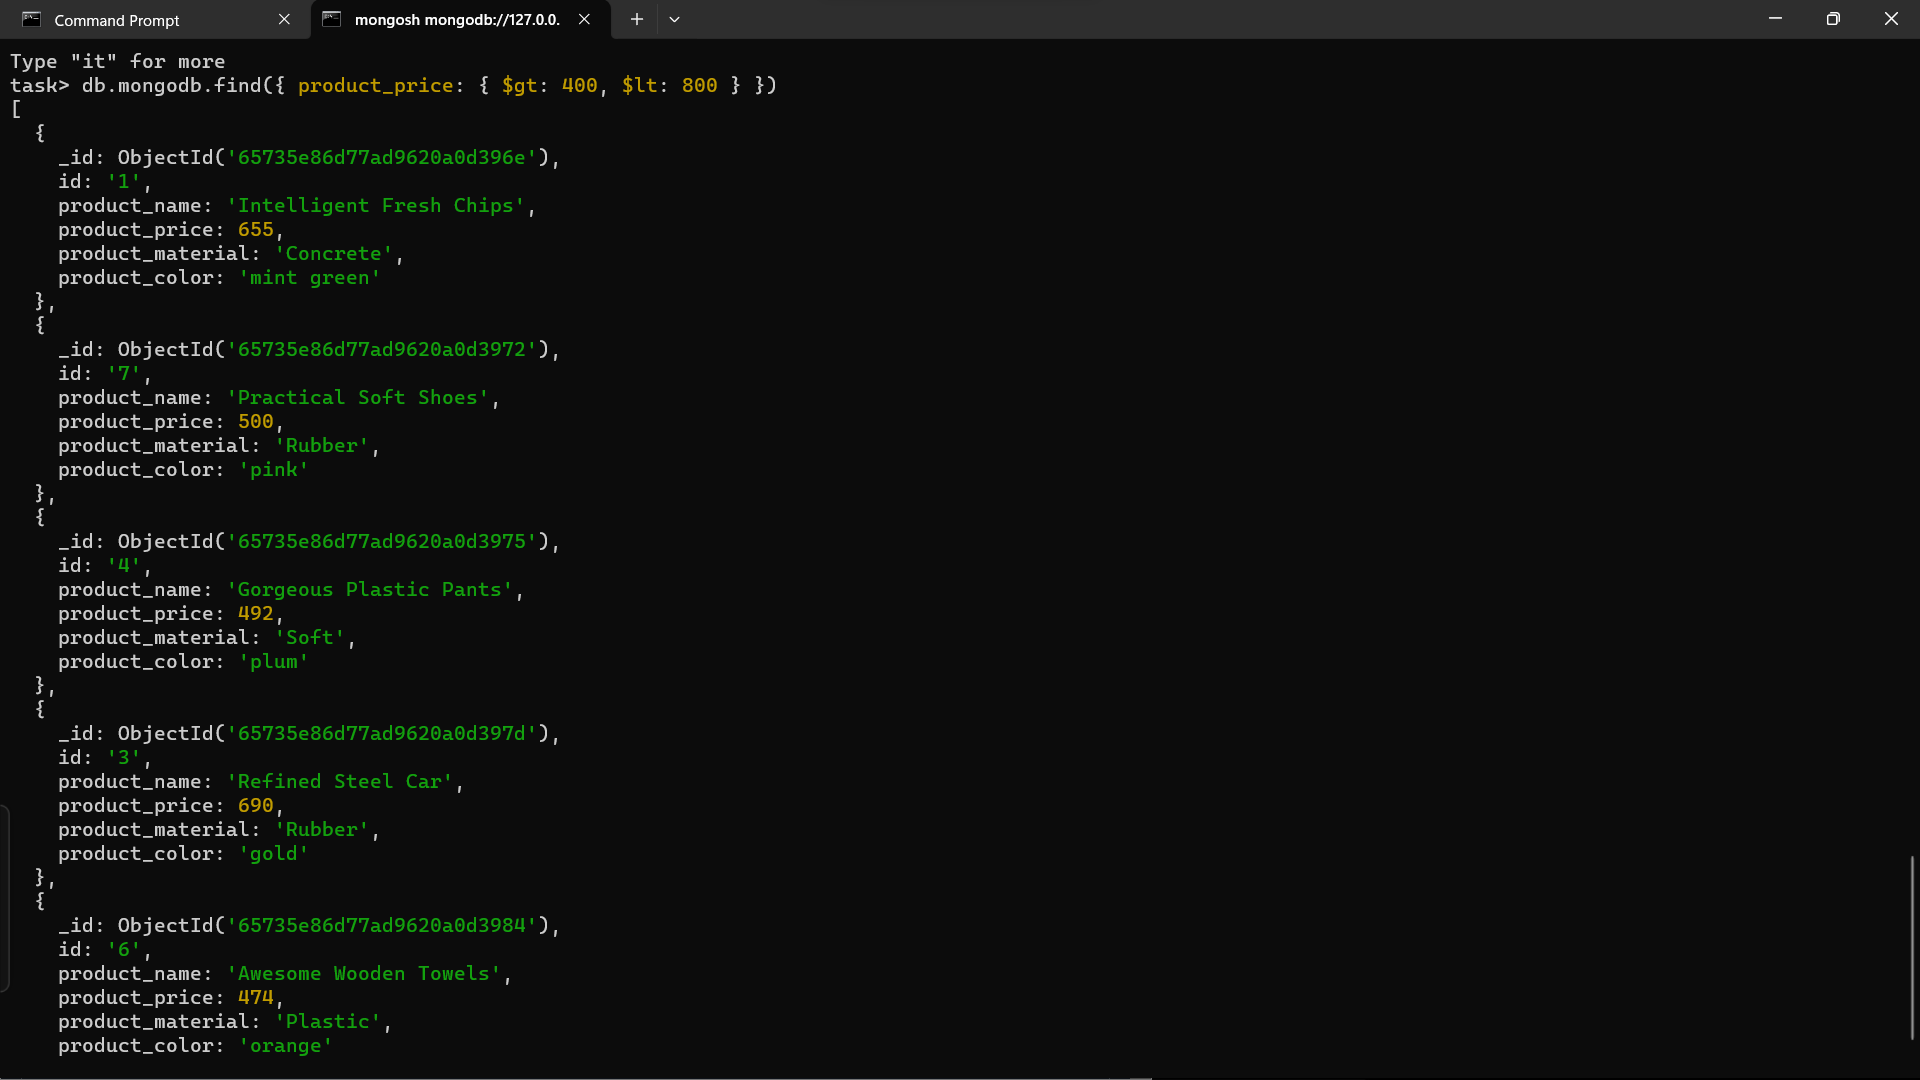 Command Prompt
mongosh mongodb://127.0.0.
Type "it" for more
task> db.mongodb.find({ product_price: { $gt: 400, $lt: 800 } })
[
  {
    _id: ObjectId('65735e86d77ad9620a0d396e'),
    id: '1',
    product_name: 'Intelligent Fresh Chips',
    product_price: 655,
    product_material: 'Concrete',
    product_color: 'mint green'
  },
  {
    _id: ObjectId('65735e86d77ad9620a0d3972'),
    id: '7',
    product_name: 'Practical Soft Shoes',
    product_price: 500,
    product_material: 'Rubber',
    product_color: 'pink'
  },
  {
    _id: ObjectId('65735e86d77ad9620a0d3975'),
    id: '4',
    product_name: 'Gorgeous Plastic Pants',
    product_price: 492,
    product_material: 'Soft',
    product_color: 'plum'
  },
  {
    _id: ObjectId('65735e86d77ad9620a0d397d'),
    id: '3',
    product_name: 'Refined Steel Car',
    product_price: 690,
    product_material: 'Rubber',
    product_color: 'gold'
  },
  {
    _id: ObjectId('65735e86d77ad9620a0d3984'),
    id: '6',
    product_name: 'Awesome Wooden Towels',
    product_price: 474,
    product_material: 'Plastic',
    product_color: 'orange'